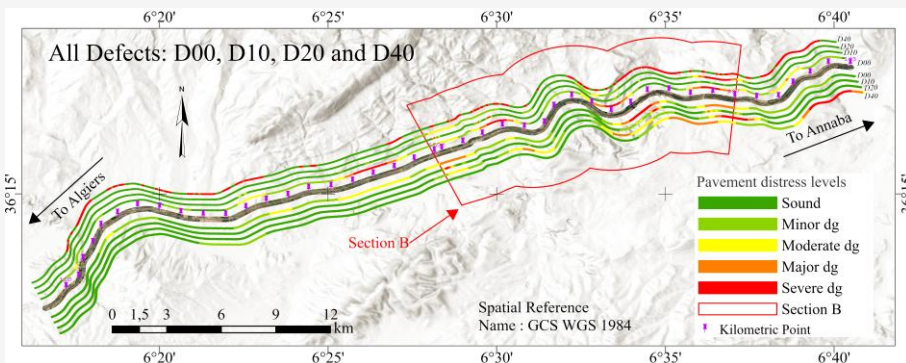 6°20' 6°25' 6°30' 6°35' 6°40'
All Defects: D00, D10, D20 and D40
D40
D20
D10
D00
D00
D10
D20
D40
N
To Annaba
To Algiers
36°15'
36°15'
Section B
Pavement distress levels
Sound
Minor dg
Moderate dg
Major dg
Severe dg
Section B
Kilometric Point
0 1,5 3 6 9 12
km
Spatial Reference
Name : GCS WGS 1984
6°20' 6°25' 6°30' 6°35' 6°40'